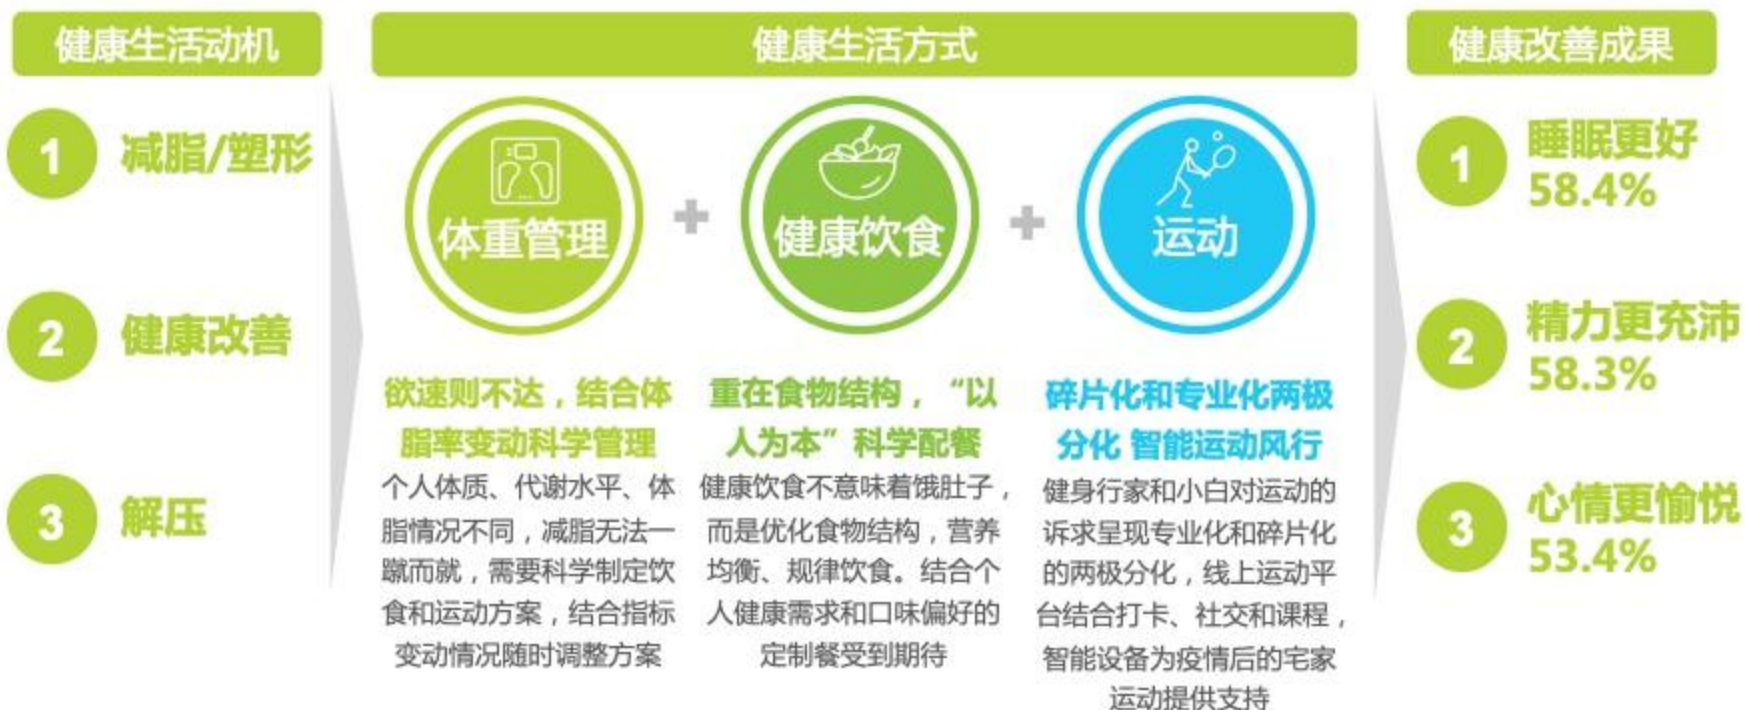 健康生活动机
1 减脂/塑形
2 健康改善
3 解压
健康生活方式
体重管理
+
健康饮食
+
运动
欲速则不达，结合体
脂率变动科学管理
个人体质、代谢水平、体
脂情况不同，减脂无法一
蹴而就，需要科学制定饮
食和运动方案，结合指标
变动情况随时调整方案
重在食物结构，“以
人为本”科学配餐
健康饮食不意味着饿肚子，
而是优化食物结构，营养
均衡、规律饮食。结合个
人健康需求和口味偏好的
定制餐受到期待
碎片化和专业化两极
分化 智能运动风行
健身行家和小白对运动的
诉求呈现专业化和碎片化
的两极分化，线上运动平
台结合打卡、社交和课程，
智能设备为疫情后的宅家
运动提供支持
健康改善成果
1 睡眠更好
58.4%
2 精力更充沛
58.3%
3 心情更愉悦
53.4%